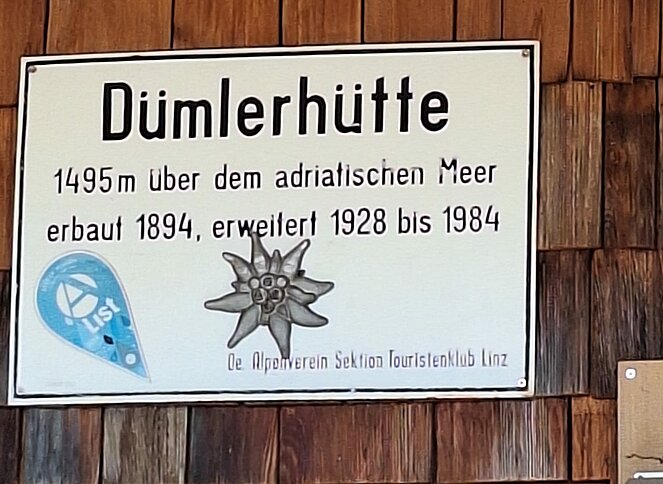 Dümlerhütte
1495m über dem adriatischen Meer
erbaut 1894, erweitert 1928 bis 1984
A
LIST
Oe. Alpenverein Sektion Touristenklub Linz